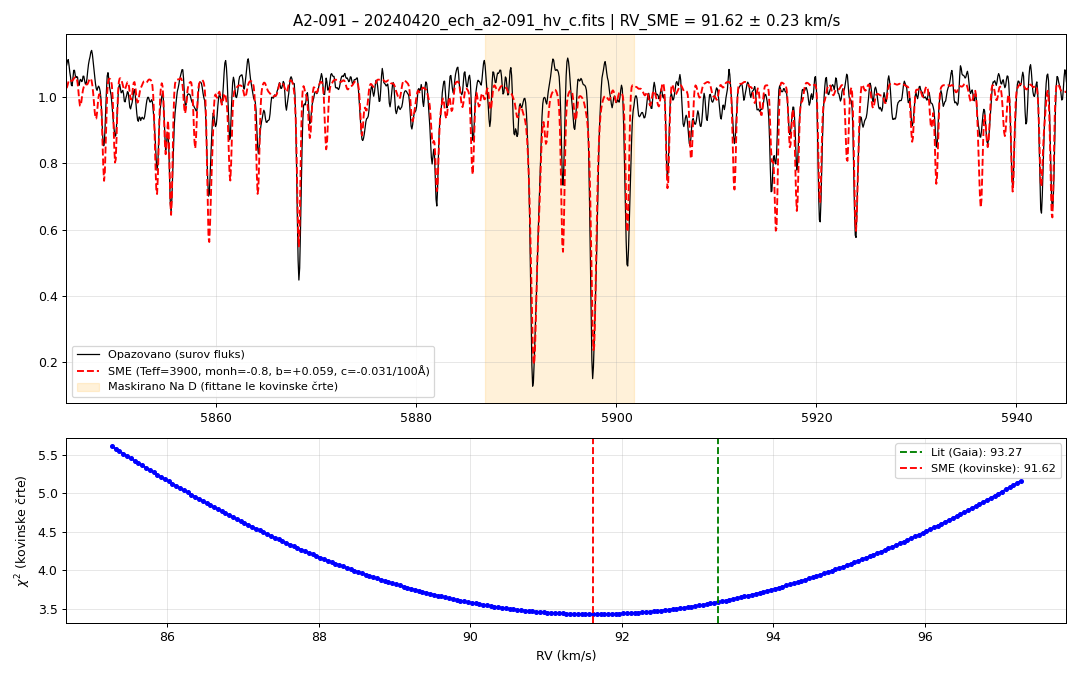 A2-091 – 20240420_ech_a2-091_hv_c.fits | RV_SME = 91.62 ± 0.23 km/s
1.0
0.8
0.6
0.4
0.2
Opazovano (surov fluks)
SME (Teff=3900, monh=-0.8, b=+0.059, c=-0.031/100Å)
Maskirano Na D (fittane le kovinske črte)
5860 5880 5900 5920 5940
χ² (kovinske črte)
5.5
5.0
4.5
4.0
3.5
Lit (Gaia): 93.27
SME (kovinske): 91.62
86 88 90 92 94 96
RV (km/s)